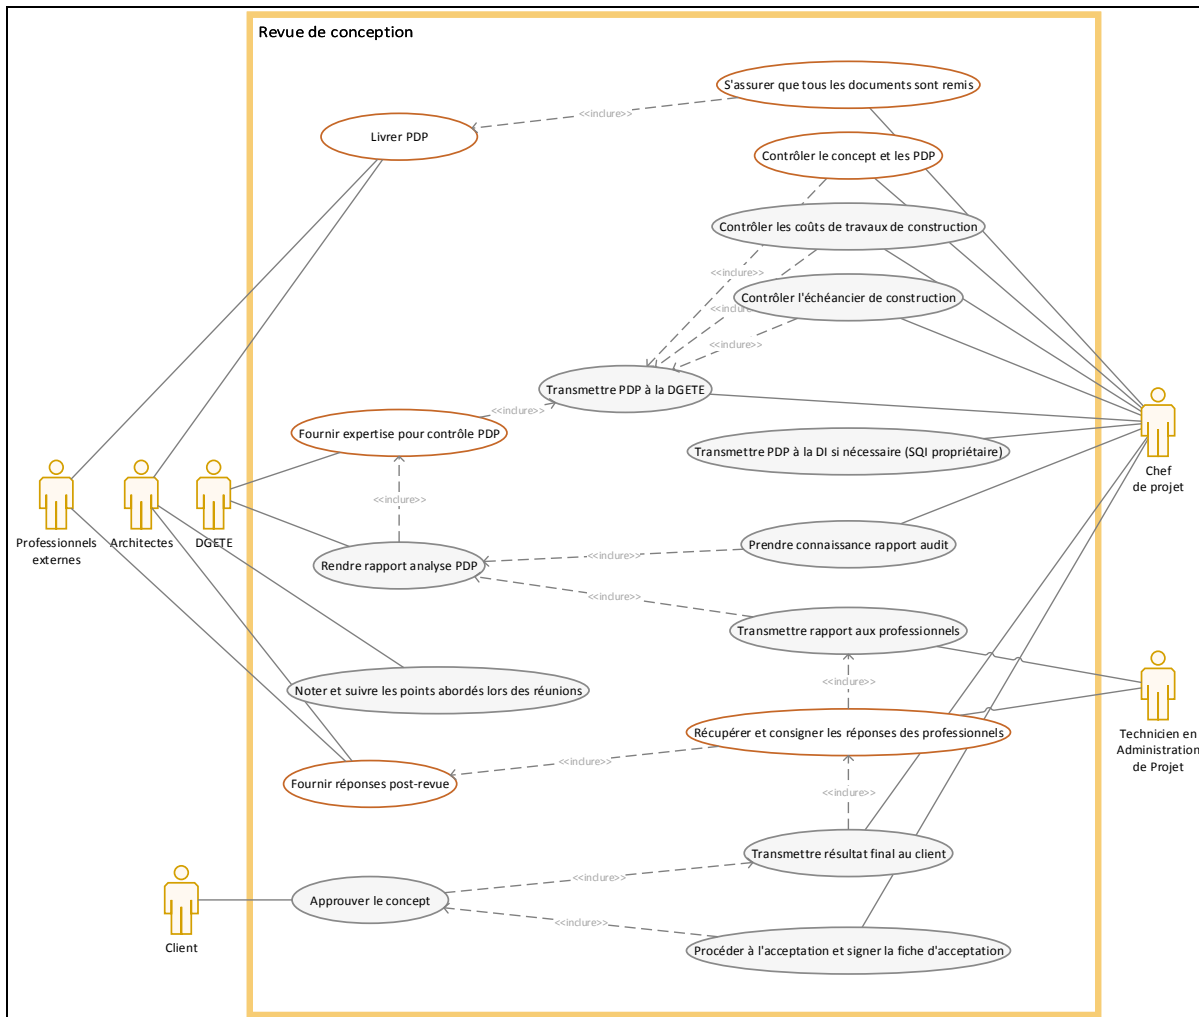 Revue de conception
S'assurer que tous les documents sont remis
<<inclure>>
Livrer PDP
Contrôler le concept et les PDP
Contrôler les coûts de travaux de construction
<<inclure>>
Contrôler l'échéancier de construction
<<inclure>>
<<inclure>>
Transmettre PDP à la DGETE
<<inclure>>
Fournir expertise pour contrôle PDP
Transmettre PDP à la DI si nécessaire (SQI propriétaire)
Chef
de projet
<<inclure>>
Professionnels
externes
Architectes
DGETE
Prendre connaissance rapport audit
<<inclure>>
Rendre rapport analyse PDP
<<inclure>>
Transmettre rapport aux professionnels
<<inclure>>
Noter et suivre les points abordés lors des réunions
Récupérer et consigner les réponses des professionnels
Technicien en
Administration
de Projet
<<inclure>>
Fournir réponses post-revue
<<inclure>>
Transmettre résultat final au client
<<inclure>>
Approuver le concept
<<inclure>>
Client
Procéder à l'acceptation et signer la fiche d'acceptation